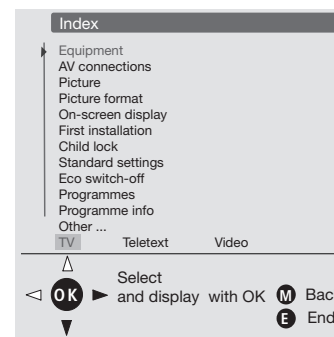 Index
Equipment
AV connections
Picture
Picture format
On-screen display
First installation
Child lock
Standard settings
Eco switch-off
Programmes
Programme info
Other ...
TV Teletext Video
Select
OK and display with OK M Bac
E End